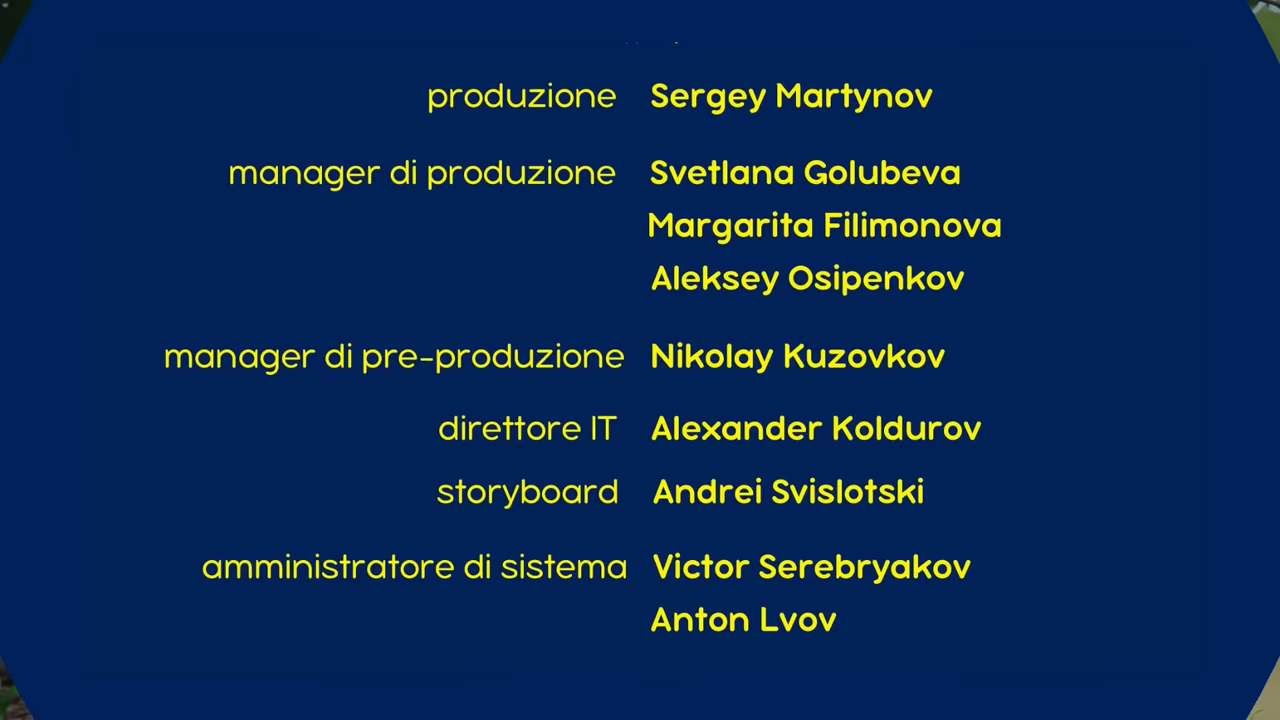 produzione Sergey Martynov
manager di produzione Svetlana Golubeva
Margarita Filimonova
Aleksey Osipenkov
manager di pre-produzione Nikolay Kuzovkov
direttore IT Alexander Koldurov
storyboard Andrei Svislotski
amministratore di sistema Victor Serebryakov
Anton Lvov